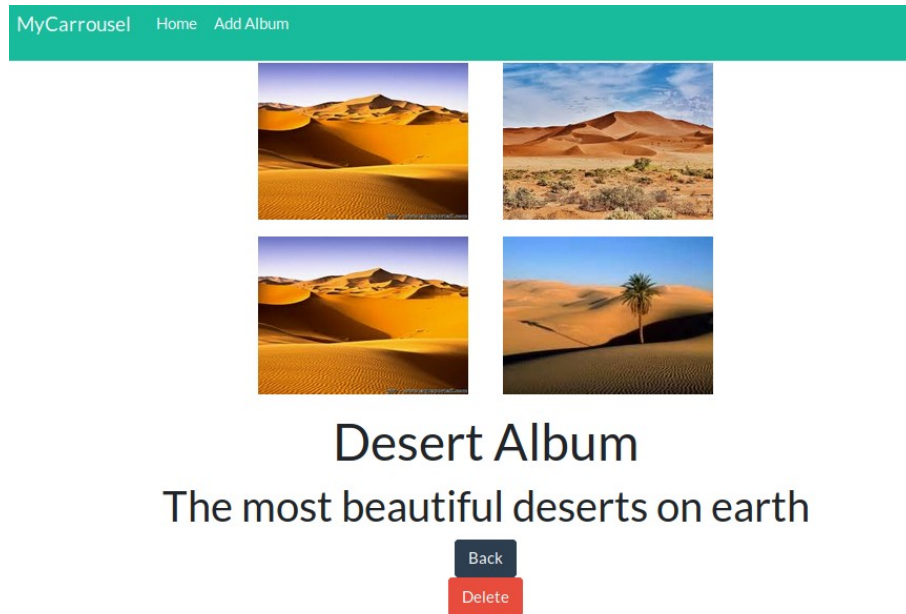 MyCarrousel Home Add Album
Desert Album
The most beautiful deserts on earth
Back
Delete